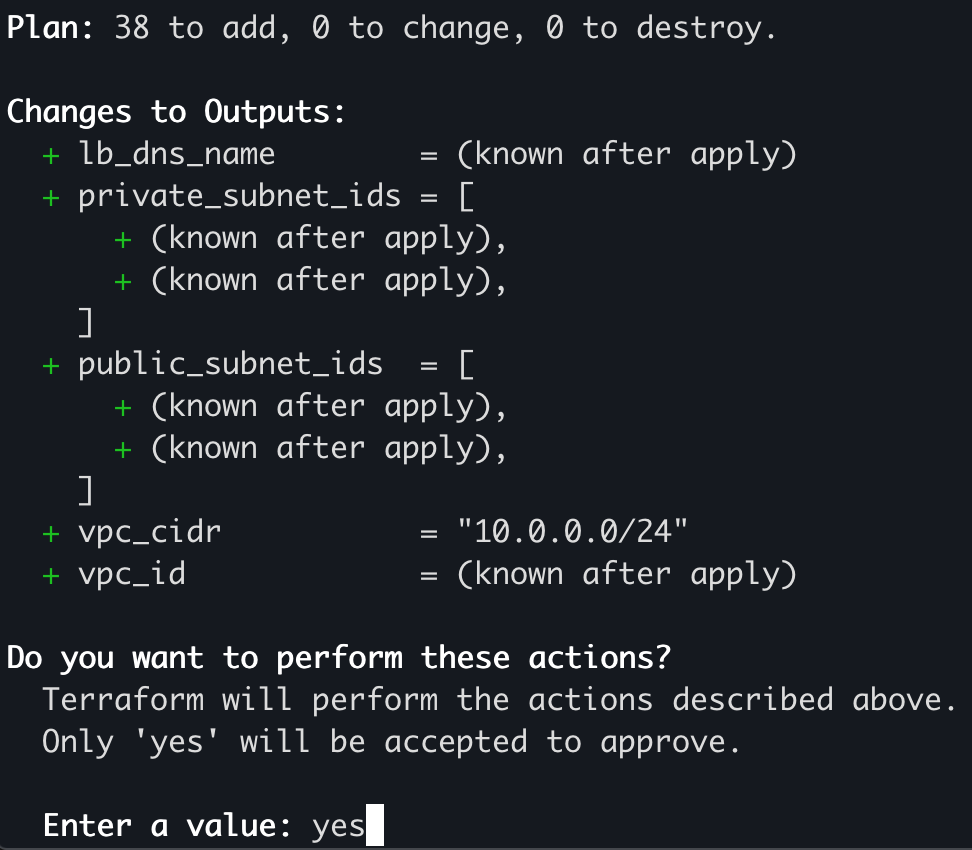 Plan: 38 to add, 0 to change, 0 to destroy.
Changes to Outputs:
+ lb_dns_name = (known after apply)
+ private_subnet_ids = [
+ (known after apply),
+ (known after apply),
]
+ public_subnet_ids = [
+ (known after apply),
+ (known after apply),
]
+ vpc_cidr = "10.0.0.0/24"
+ vpc_id = (known after apply)
Do you want to perform these actions?
Terraform will perform the actions described above.
Only 'yes' will be accepted to approve.
Enter a value: yes